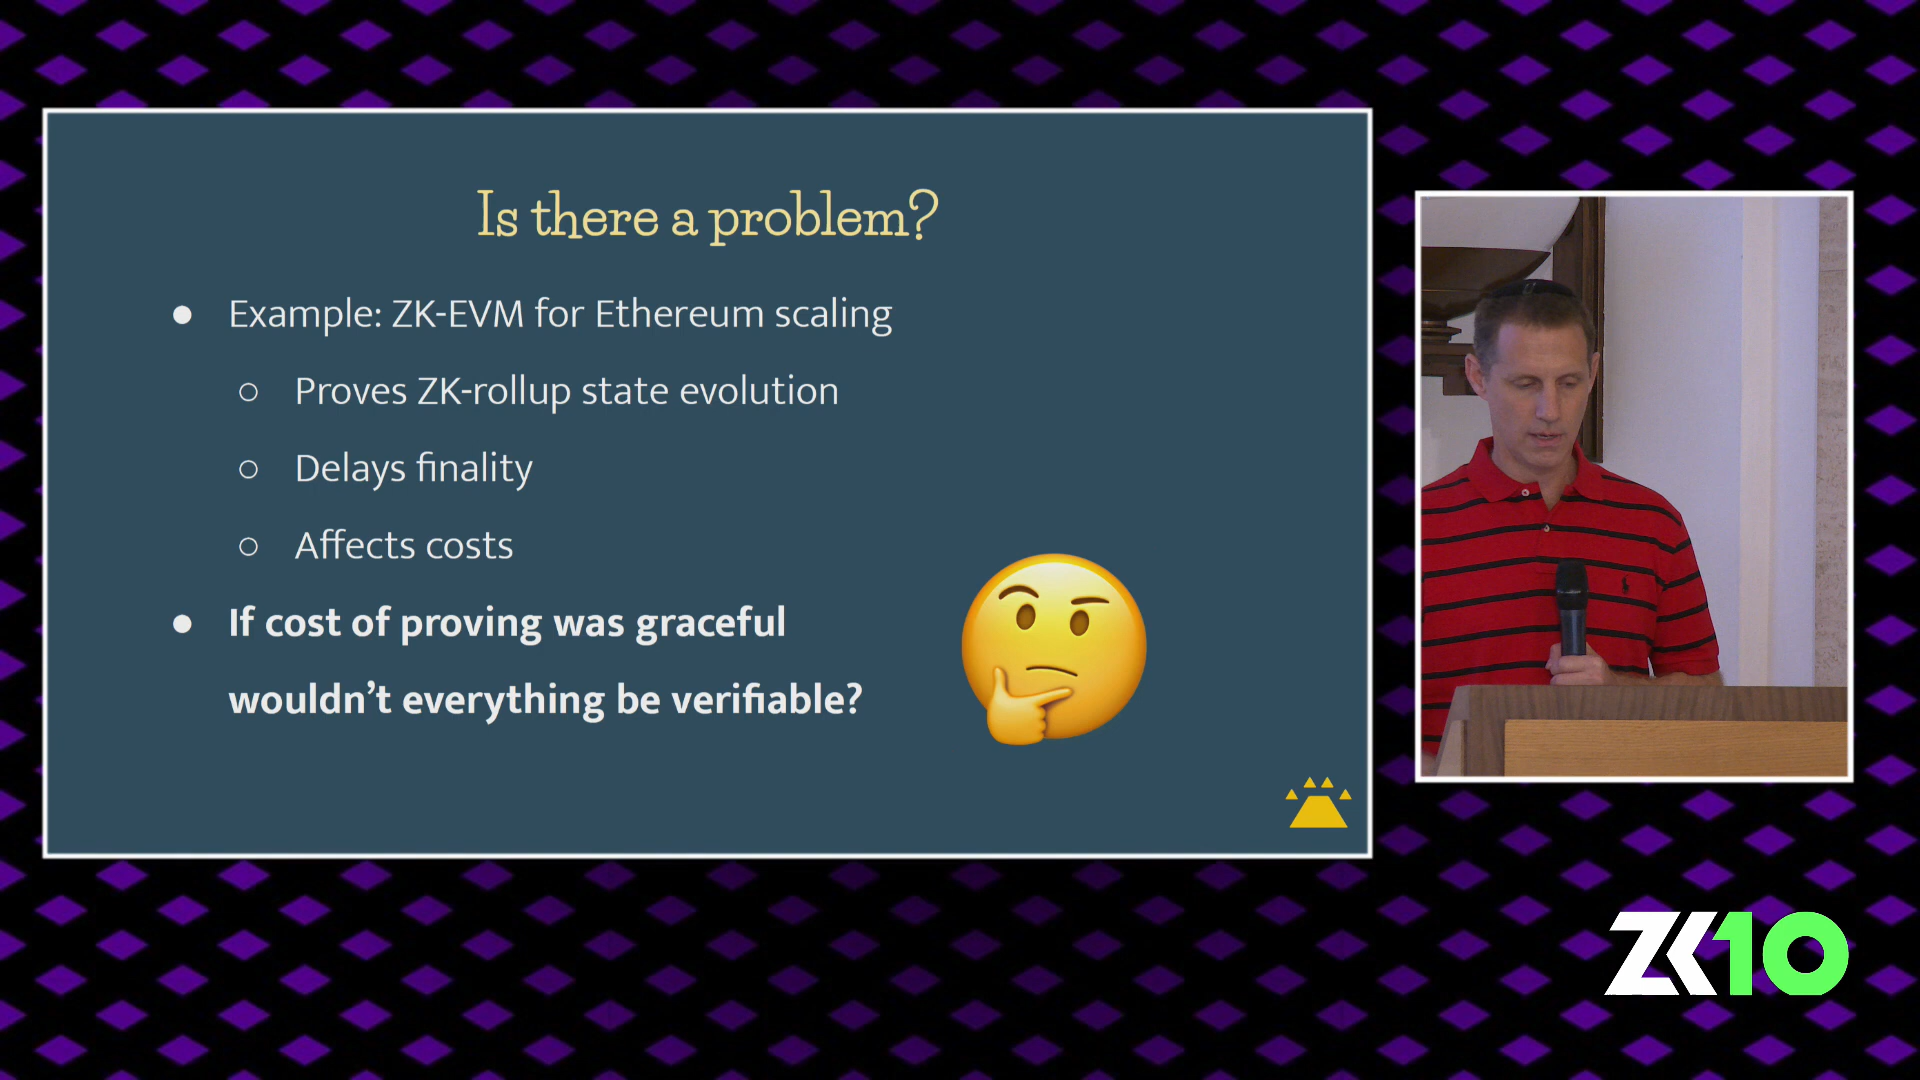 Is there a problem?
● Example: ZK-EVM for Ethereum scaling
○ Proves ZK-rollup state evolution
○ Delays finality
○ Affects costs
● If cost of proving was graceful
wouldn't everything be verifiable?
ZK10